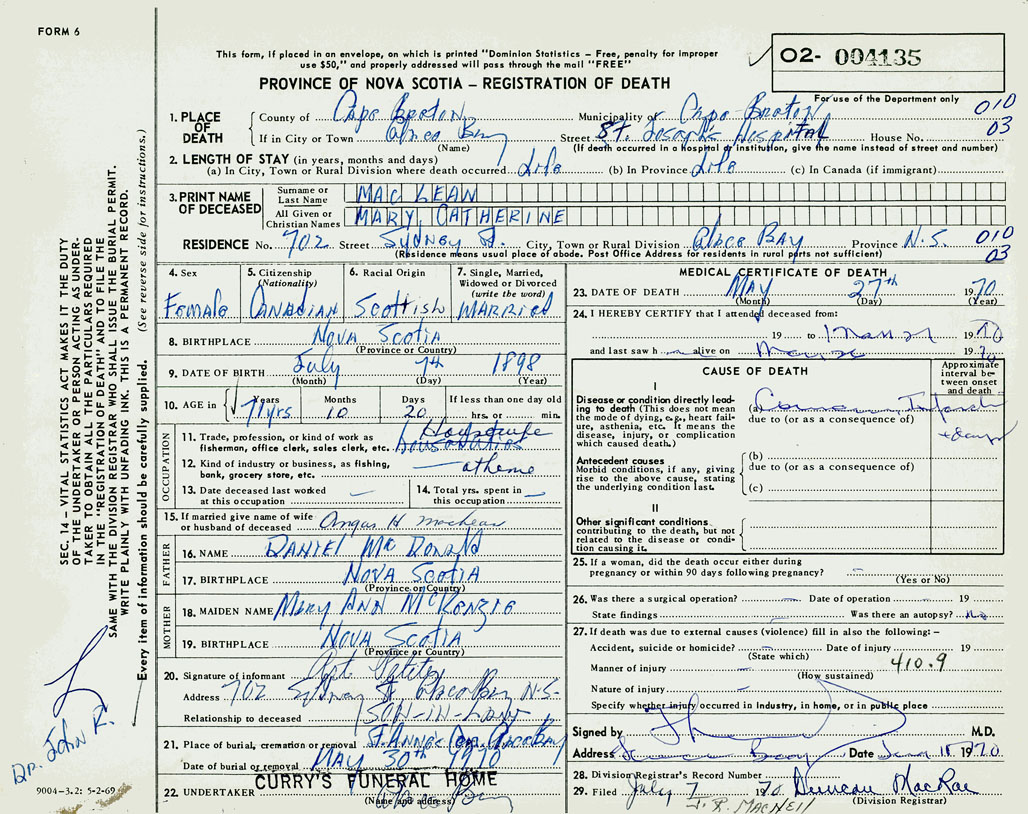 FORM 6
This form, if placed in an envelope, on which is printed "Dominion Statistics – Free, penalty for improper
use $50," and properly addressed will pass through the mail "FREE"
02- 004135
PROVINCE OF NOVA SCOTIA – REGISTRATION OF DEATH
For use of the Department only
010
03
1. PLACE OF DEATH
County of Cape Breton Municipality of Cape Breton
If in City or Town Glace Bay Street St. Joseph's Hospital House No.
(Name) (If death occurred in a hospital or institution, give the name instead of street and number)
2. LENGTH OF STAY (in years, months and days)
(a) In City, Town or Rural Division where death occurred Life (b) In Province Life (c) In Canada (if immigrant)
3. PRINT NAME OF DECEASED
Surname or Last Name MACLEAN
All Given or Christian Names MARY CATHERINE
RESIDENCE No. 702 Street Sydney St. City, Town or Rural Division Glace Bay Province N.S. 010
03
(Residence means usual place of abode. Post Office Address for residents in rural parts not sufficient)
4. Sex
Female
5. Citizenship (Nationality)
Canadian
6. Racial Origin
Scottish
7. Single, Married, Widowed or Divorced (write the word)
Married
8. BIRTHPLACE Nova Scotia
(Province or Country)
9. DATE OF BIRTH July 7th 1898
(Month) (Day) (Year)
10. AGE in Years Months Days If less than one day old
71 yrs 10 20 hrs. or min.
OCCUPATION
11. Trade, profession, or kind of work as Housewife
fisherman, office clerk, sales clerk, etc.
12. Kind of industry or business, as fishing, at home
bank, grocery store, etc.
13. Date deceased last worked at this occupation —
14. Total yrs. spent in this occupation —
15. If married give name of wife
or husband of deceased Angus H MacLean
FATHER
16. NAME Daniel McDonald
17. BIRTHPLACE Nova Scotia
(Province or Country)
MOTHER
18. MAIDEN NAME Mary Ann McKenzie
19. BIRTHPLACE Nova Scotia
(Province or Country)
20. Signature of informant
Address 702 Sydney St Glace Bay N.S.
Relationship to deceased SON-IN-LAW
21. Place of burial, cremation or removal St. Anne's Cem. Glace Bay
Date of burial or removal MAY 30th 1970
22. UNDERTAKER CURRY'S FUNERAL HOME
(Name and address) Glace Bay
MEDICAL CERTIFICATE OF DEATH
23. DATE OF DEATH MAY 27th 1970
(Month) (Day) (Year)
24. I HEREBY CERTIFY that I attended deceased from:
19 to 1970
and last saw h alive on 1970
CAUSE OF DEATH
Approximate interval between onset and death
I
Disease or condition directly leading to death (This does not mean the mode of dying, e.g., heart failure, asthenia, etc. It means the disease, injury, or complication which caused death.)
(a)
due to (or as a consequence of)
Antecedent causes
Morbid conditions, if any, giving rise to the above cause, stating the underlying condition last.
(b)
due to (or as a consequence of)
(c)
II
Other significant conditions contributing to the death, but not related to the disease or condition causing it.
25. If a woman, did the death occur either during
pregnancy or within 90 days following pregnancy? —
(Yes or No)
26. Was there a surgical operation? — Date of operation — 19
State findings Was there an autopsy? No
27. If death was due to external causes (violence) fill in also the following: –
Accident, suicide or homicide? — Date of injury 19
(State which) 410.9
Manner of injury —
(How sustained)
Nature of injury —
Specify whether injury occurred in Industry, in home, or in public place
Signed by M.D.
Address Bay Date 1970
28. Division Registrar's Record Number
29. Filed July 7 1970 Duncan MacRae
J. R. MacNeil (Division Registrar)
SEC. 14 – VITAL STATISTICS ACT MAKES IT THE DUTY
OF THE UNDERTAKER OR PERSON ACTING AS UNDER-
TAKER TO OBTAIN ALL THE PARTICULARS REQUIRED
IN THE "REGISTRATION OF DEATH" AND TO FILE THE
SAME WITH THE DIVISION REGISTRAR WHO SHALL ISSUE THE BURIAL PERMIT.
WRITE PLAINLY WITH UNFADING INK. THIS IS A PERMANENT RECORD.
Every item of information should be carefully supplied. (See reverse side for instructions.)
Dr. John R.
9004-3.2: 5-2-69